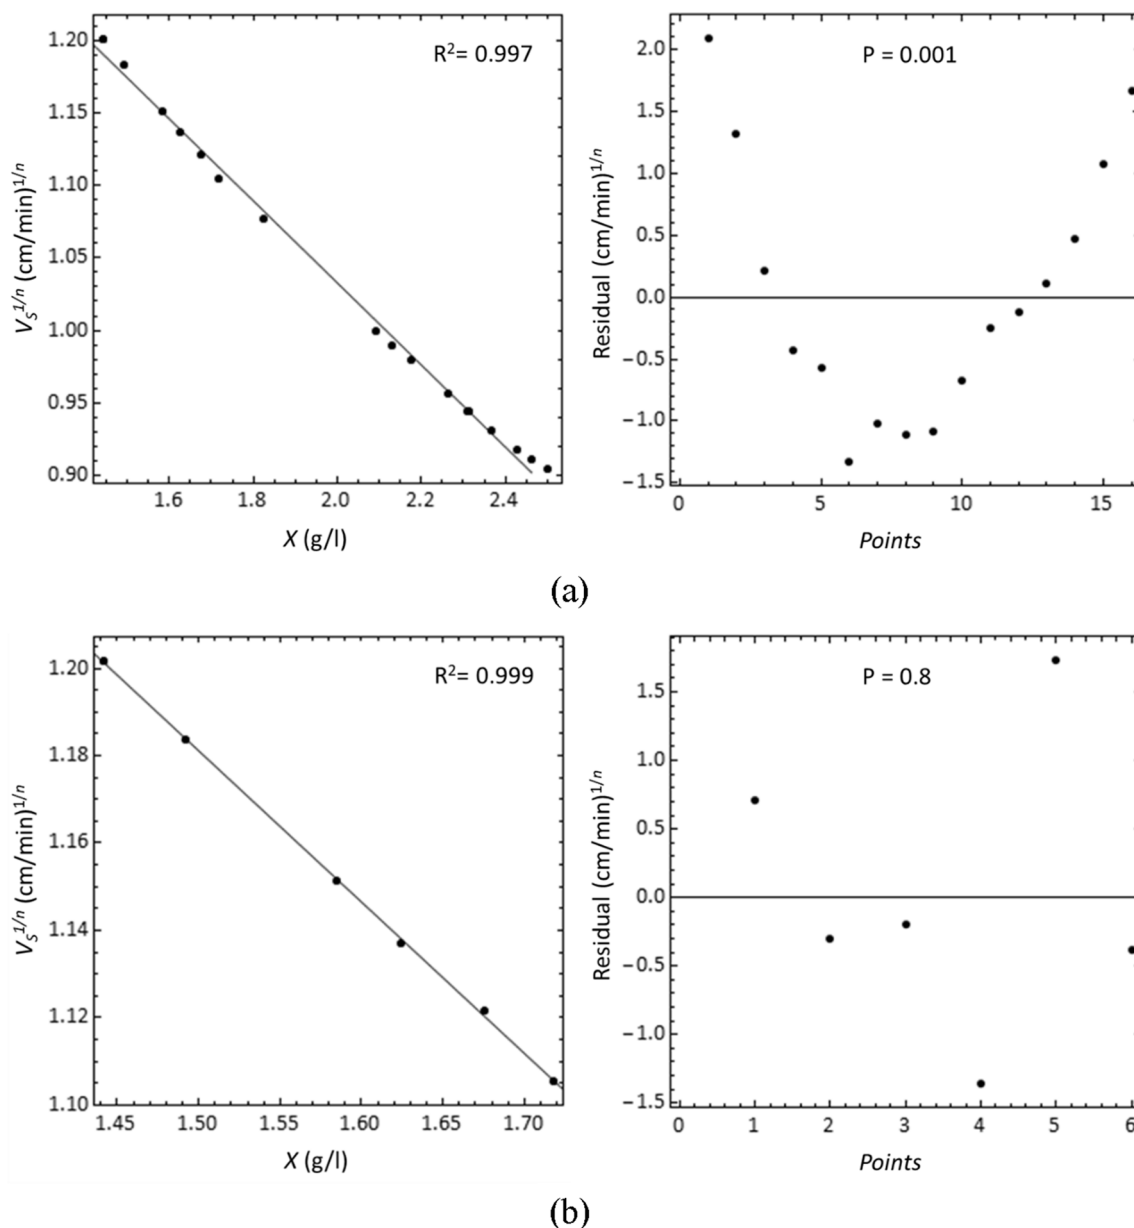 R²= 0.997
1.20
1.15
1.10
1.05
1.00
0.95
0.90
1.6 1.8 2.0 2.2 2.4
V_S^{1/n} (cm/min)^{1/n}
X (g/l)
P = 0.001
2.0
1.5
1.0
0.5
0.0
−0.5
−1.0
−1.5
0 5 10 15
Residual (cm/min)^{1/n}
Points
(a)
R²= 0.999
1.20
1.18
1.16
1.14
1.12
1.10
1.45 1.50 1.55 1.60 1.65 1.70
V_S^{1/n} (cm/min)^{1/n}
X (g/l)
P = 0.8
1.5
1.0
0.5
0.0
−0.5
−1.0
−1.5
0 1 2 3 4 5 6
Residual (cm/min)^{1/n}
Points
(b)